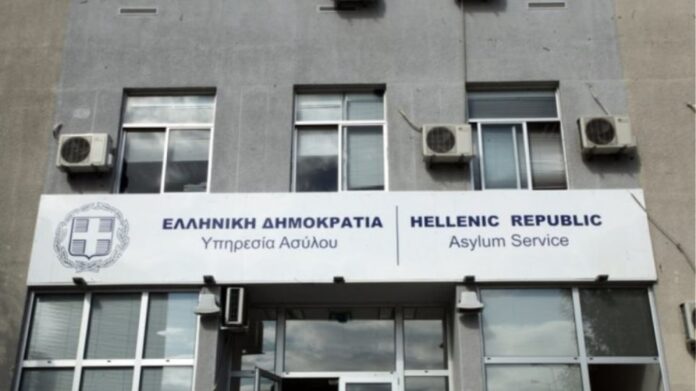 ΕΛΛΗΝΙΚΗ ΔΗΜΟΚΡΑΤΙΑ
Υπηρεσία Ασύλου
HELLENIC REPUBLIC
Asylum Service